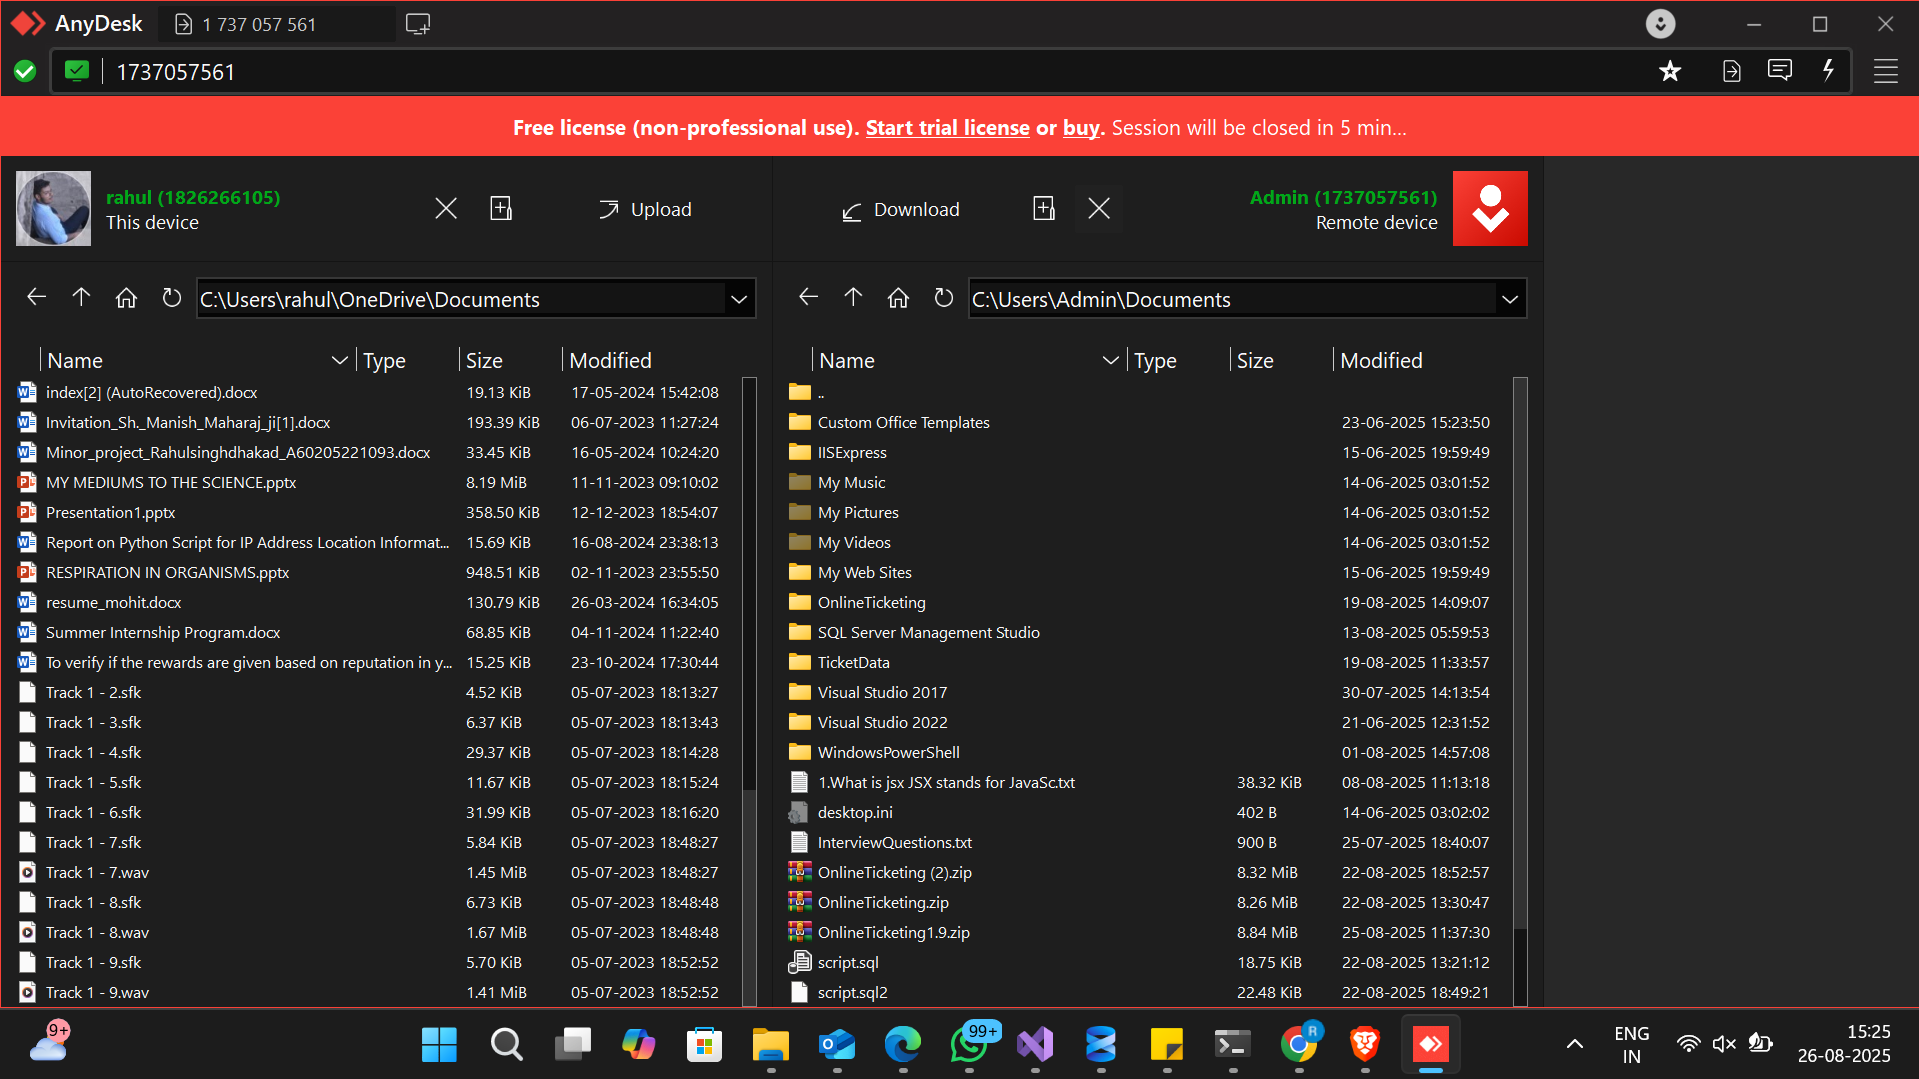 AnyDesk
1 737 057 561
1737057561
Free license (non-professional use). Start trial license or buy. Session will be closed in 5 min...
rahul (1826266105)
This device
Upload
Download
Admin (1737057561)
Remote device
C:\Users\rahul\OneDrive\Documents
Name Type Size Modified
index[2] (AutoRecovered).docx 19.13 KiB 17-05-2024 15:42:08
Invitation_Sh._Manish_Maharaj_ji[1].docx 193.39 KiB 06-07-2023 11:27:24
Minor_project_Rahulsinghdhakad_A60205221093.docx 33.45 KiB 16-05-2024 10:24:20
MY MEDIUMS TO THE SCIENCE.pptx 8.19 MiB 11-11-2023 09:10:02
Presentation1.pptx 358.50 KiB 12-12-2023 18:54:07
Report on Python Script for IP Address Location Informat... 15.69 KiB 16-08-2024 23:38:13
RESPIRATION IN ORGANISMS.pptx 948.51 KiB 02-11-2023 23:55:50
resume_mohit.docx 130.79 KiB 26-03-2024 16:34:05
Summer Internship Program.docx 68.85 KiB 04-11-2024 11:22:40
To verify if the rewards are given based on reputation in y... 15.25 KiB 23-10-2024 17:30:44
Track 1 - 2.sfk 4.52 KiB 05-07-2023 18:13:27
Track 1 - 3.sfk 6.37 KiB 05-07-2023 18:13:43
Track 1 - 4.sfk 29.37 KiB 05-07-2023 18:14:28
Track 1 - 5.sfk 11.67 KiB 05-07-2023 18:15:24
Track 1 - 6.sfk 31.99 KiB 05-07-2023 18:16:20
Track 1 - 7.sfk 5.84 KiB 05-07-2023 18:48:27
Track 1 - 7.wav 1.45 MiB 05-07-2023 18:48:27
Track 1 - 8.sfk 6.73 KiB 05-07-2023 18:48:48
Track 1 - 8.wav 1.67 MiB 05-07-2023 18:48:48
Track 1 - 9.sfk 5.70 KiB 05-07-2023 18:52:52
Track 1 - 9.wav 1.41 MiB 05-07-2023 18:52:52
C:\Users\Admin\Documents
Name Type Size Modified
..
Custom Office Templates 23-06-2025 15:23:50
IISExpress 15-06-2025 19:59:49
My Music 14-06-2025 03:01:52
My Pictures 14-06-2025 03:01:52
My Videos 14-06-2025 03:01:52
My Web Sites 15-06-2025 19:59:49
OnlineTicketing 19-08-2025 14:09:07
SQL Server Management Studio 13-08-2025 05:59:53
TicketData 19-08-2025 11:33:57
Visual Studio 2017 30-07-2025 14:13:54
Visual Studio 2022 21-06-2025 12:31:52
WindowsPowerShell 01-08-2025 14:57:08
1.What is jsx JSX stands for JavaSc.txt 38.32 KiB 08-08-2025 11:13:18
desktop.ini 402 B 14-06-2025 03:02:02
InterviewQuestions.txt 900 B 25-07-2025 18:40:07
OnlineTicketing (2).zip 8.32 MiB 22-08-2025 18:52:57
OnlineTicketing.zip 8.26 MiB 22-08-2025 13:30:47
OnlineTicketing1.9.zip 8.84 MiB 25-08-2025 11:37:30
script.sql 18.75 KiB 22-08-2025 13:21:12
script.sql2 22.48 KiB 22-08-2025 18:49:21
9+
99+
R
ENG
IN
15:25
26-08-2025